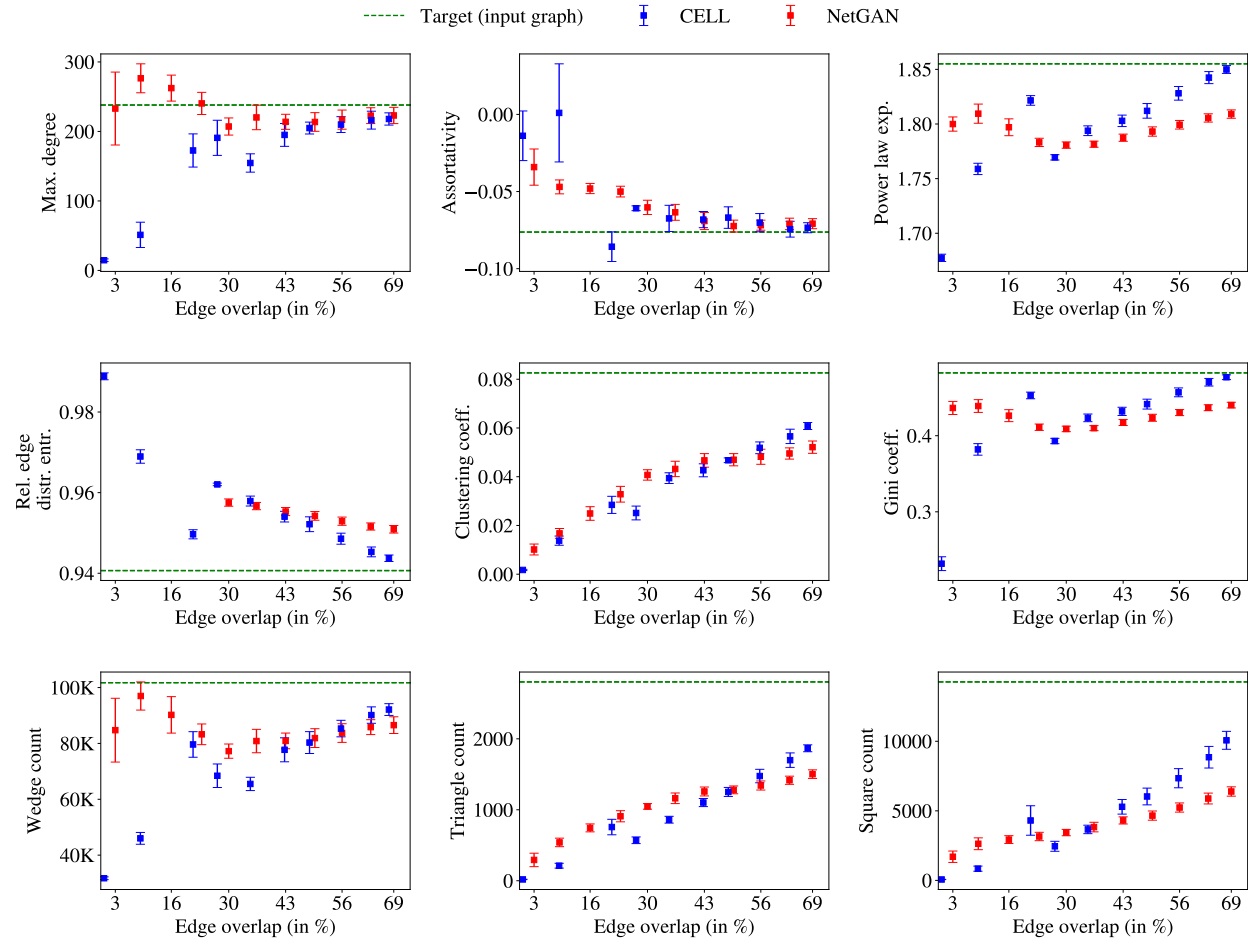 Target (input graph) CELL NetGAN
300
200
100
0
Max. degree
3 16 30 43 56 69
Edge overlap (in %)
0.00
−0.05
−0.10
Assortativity
3 16 30 43 56 69
Edge overlap (in %)
1.85
1.80
1.75
1.70
Power law exp.
3 16 30 43 56 69
Edge overlap (in %)
0.98
0.96
0.94
Rel. edge
distr. entr.
3 16 30 43 56 69
Edge overlap (in %)
0.08
0.06
0.04
0.02
0.00
Clustering coeff.
3 16 30 43 56 69
Edge overlap (in %)
0.4
0.3
Gini coeff.
3 16 30 43 56 69
Edge overlap (in %)
100K
80K
60K
40K
Wedge count
3 16 30 43 56 69
Edge overlap (in %)
2000
1000
0
Triangle count
3 16 30 43 56 69
Edge overlap (in %)
10000
5000
0
Square count
3 16 30 43 56 69
Edge overlap (in %)